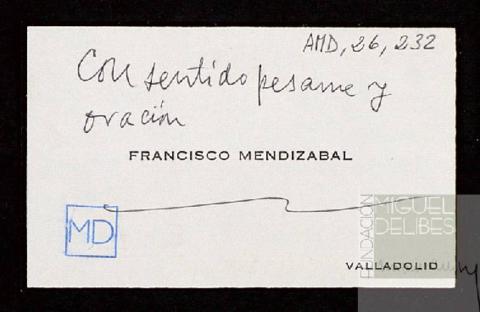 AMD, 26, 232
Con sentido pesame y
oración
FRANCISCO MENDIZABAL
MD
FUNDACIÓN
MIGUEL
DELIBES
VALLADOLID